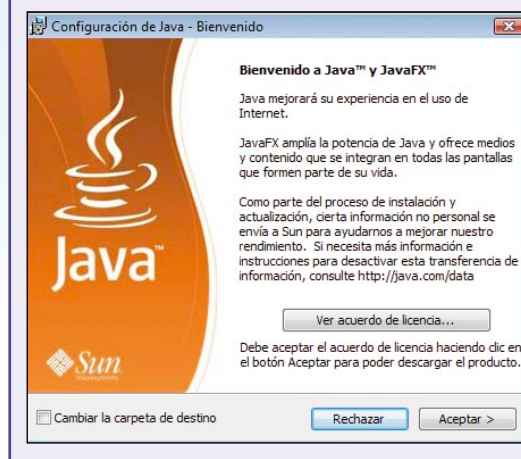 Configuración de Java - Bienvenido
Bienvenido a Java™ y JavaFX™
Java mejorará su experiencia en el uso de
Internet.
JavaFX amplía la potencia de Java y ofrece medios
y contenido que se integran en todas las pantallas
que formen parte de su vida.
Como parte del proceso de instalación y
actualización, cierta información no personal se
envía a Sun para ayudarnos a mejorar nuestro
rendimiento. Si necesita más información e
instrucciones para desactivar esta transferencia de
información, consulte http://java.com/data
Java™
Ver acuerdo de licencia...
Debe aceptar el acuerdo de licencia haciendo clic en
el botón Aceptar para poder descargar el producto.
Sun
microsystems
Cambiar la carpeta de destino
Rechazar
Aceptar >